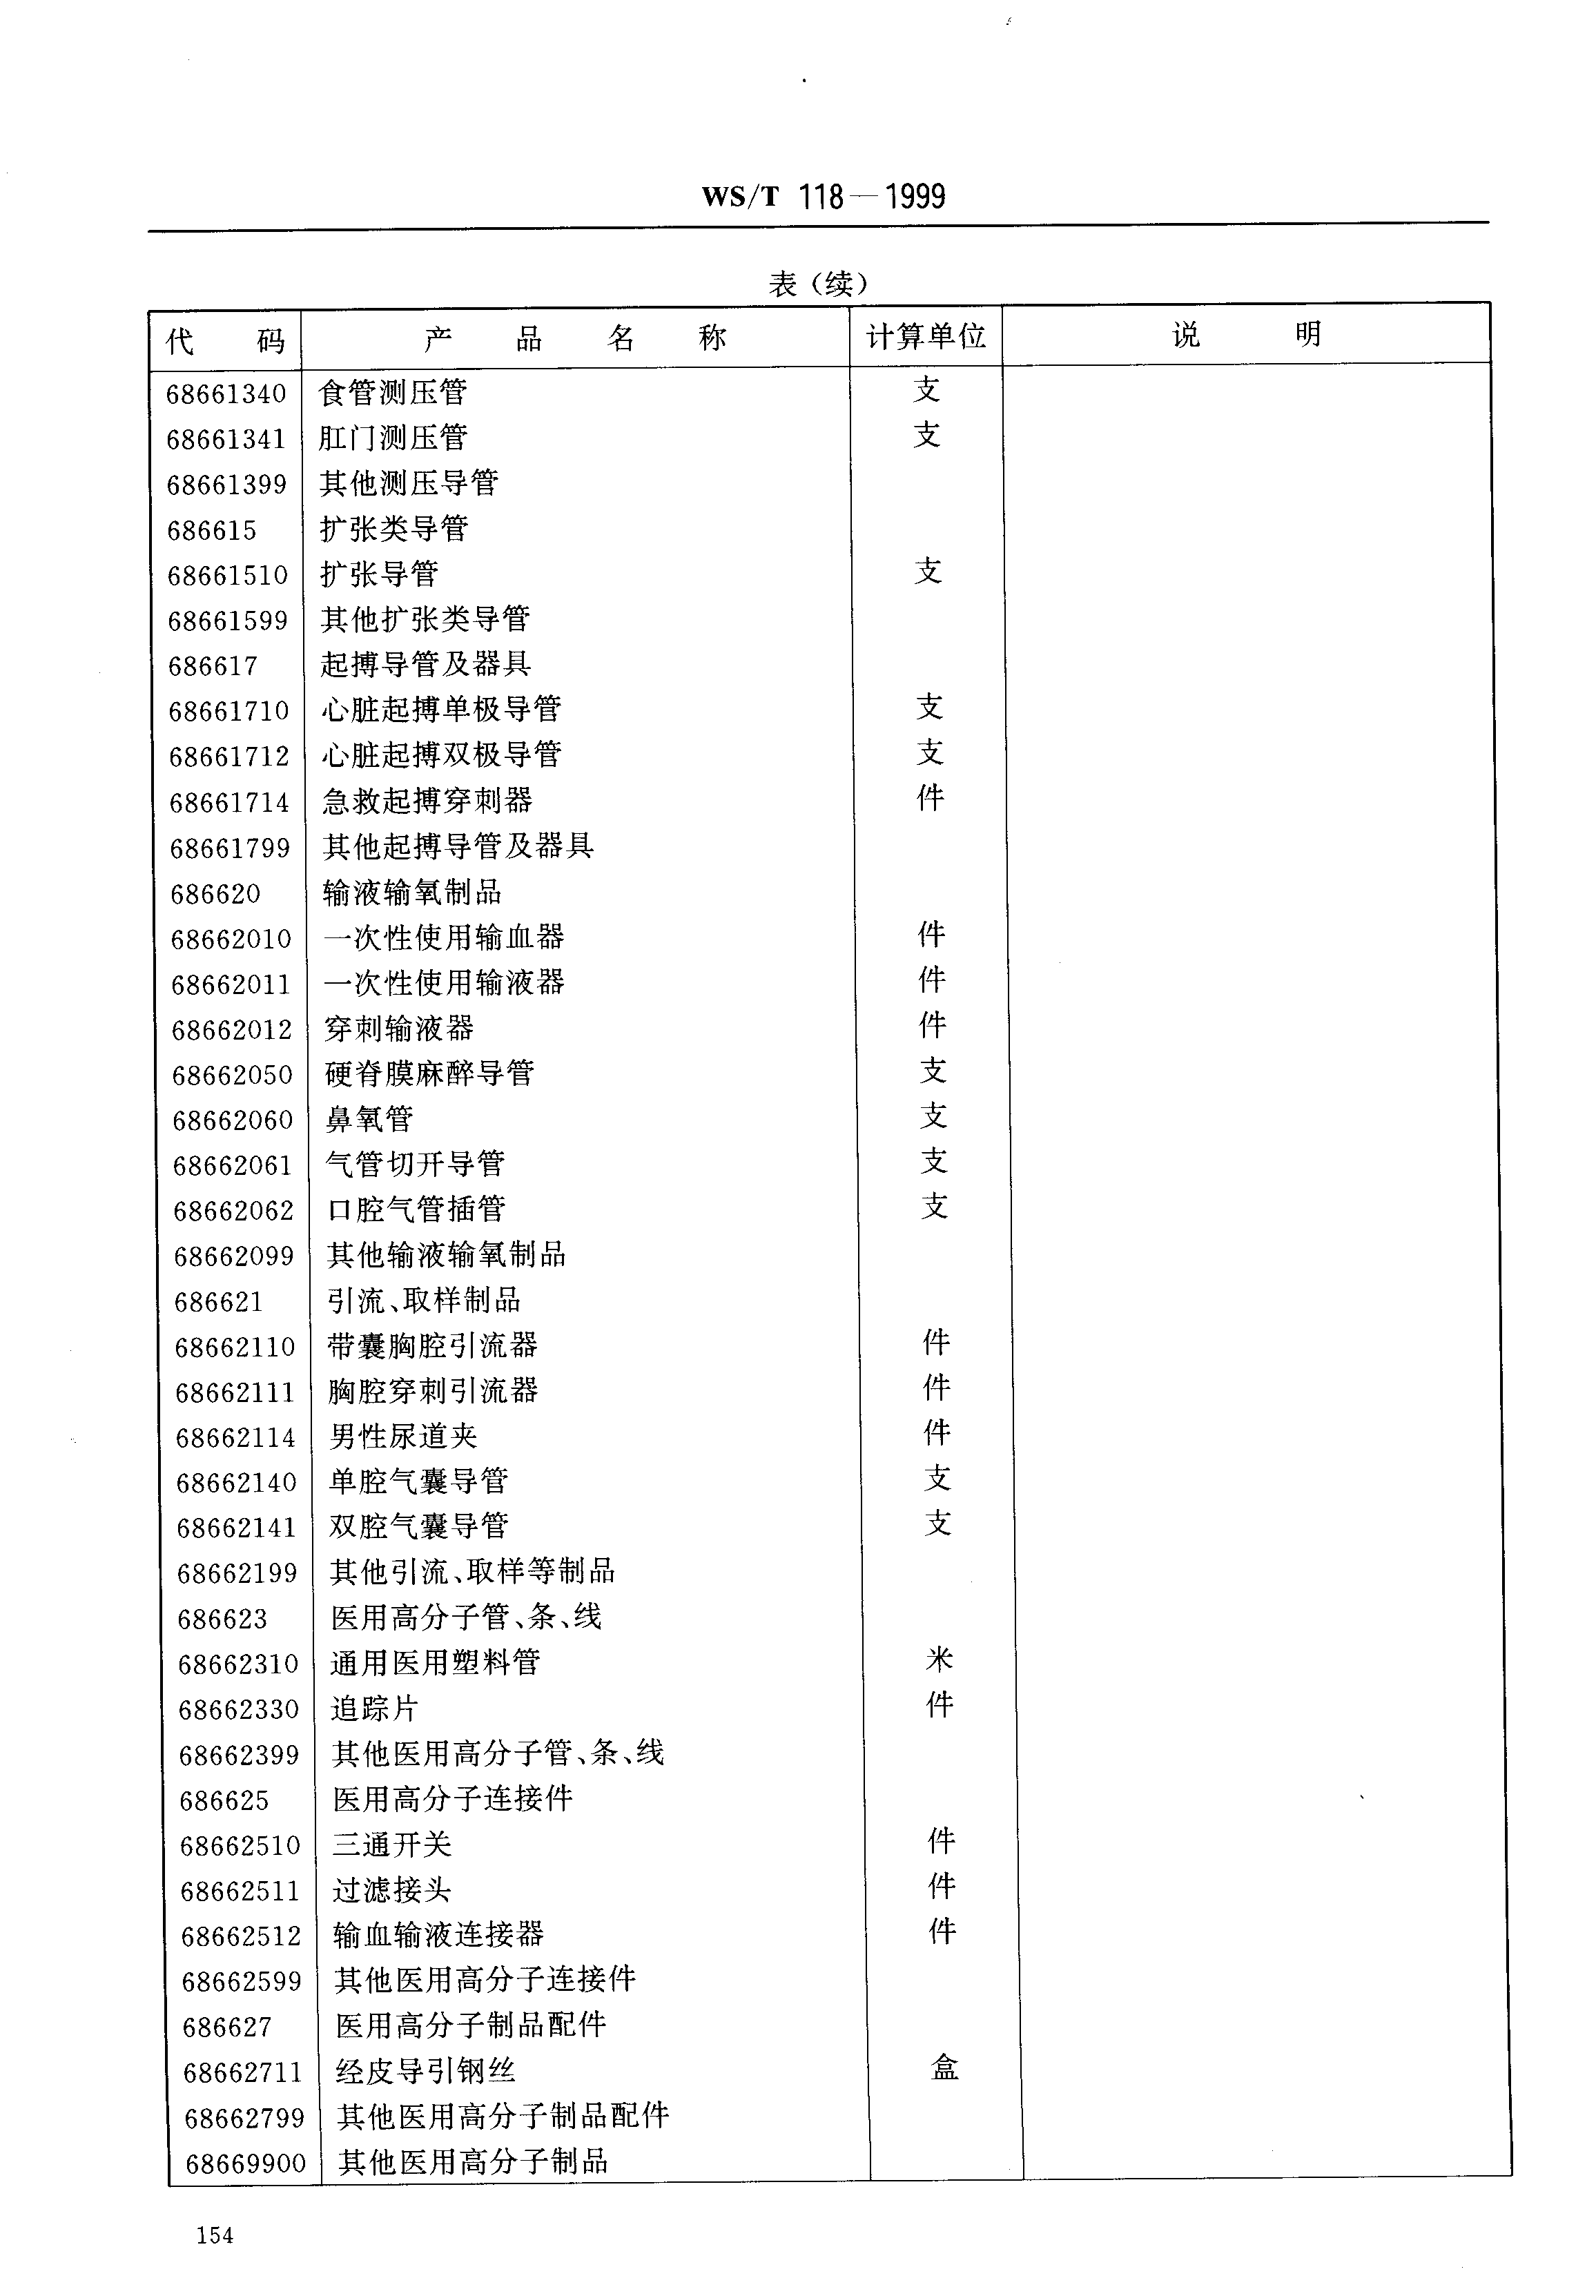 WS/T 118—1999
表（续）
代 码 产 品 名 称 计算单位 说 明
68661340 食管测压管 支
68661341 肛门测压管 支
68661399 其他测压导管
686615 扩张类导管
68661510 扩张导管 支
68661599 其他扩张类导管
686617 起搏导管及器具
68661710 心脏起搏单极导管 支
68661712 心脏起搏双极导管 支
68661714 急救起搏穿刺器 件
68661799 其他起搏导管及器具
686620 输液输氧制品
68662010 一次性使用输血器 件
68662011 一次性使用输液器 件
68662012 穿刺输液器 件
68662050 硬脊膜麻醉导管 支
68662060 鼻氧管 支
68662061 气管切开导管 支
68662062 口腔气管插管 支
68662099 其他输液输氧制品
686621 引流、取样制品
68662110 带囊胸腔引流器 件
68662111 胸腔穿刺引流器 件
68662114 男性尿道夹 件
68662140 单腔气囊导管 支
68662141 双腔气囊导管 支
68662199 其他引流、取样等制品
686623 医用高分子管、条、线
68662310 通用医用塑料管 米
68662330 追踪片 件
68662399 其他医用高分子管、条、线
686625 医用高分子连接件
68662510 三通开关 件
68662511 过滤接头 件
68662512 输血输液连接器 件
68662599 其他医用高分子连接件
686627 医用高分子制品配件
68662711 经皮导引钢丝 盒
68662799 其他医用高分子制品配件
68669900 其他医用高分子制品
154